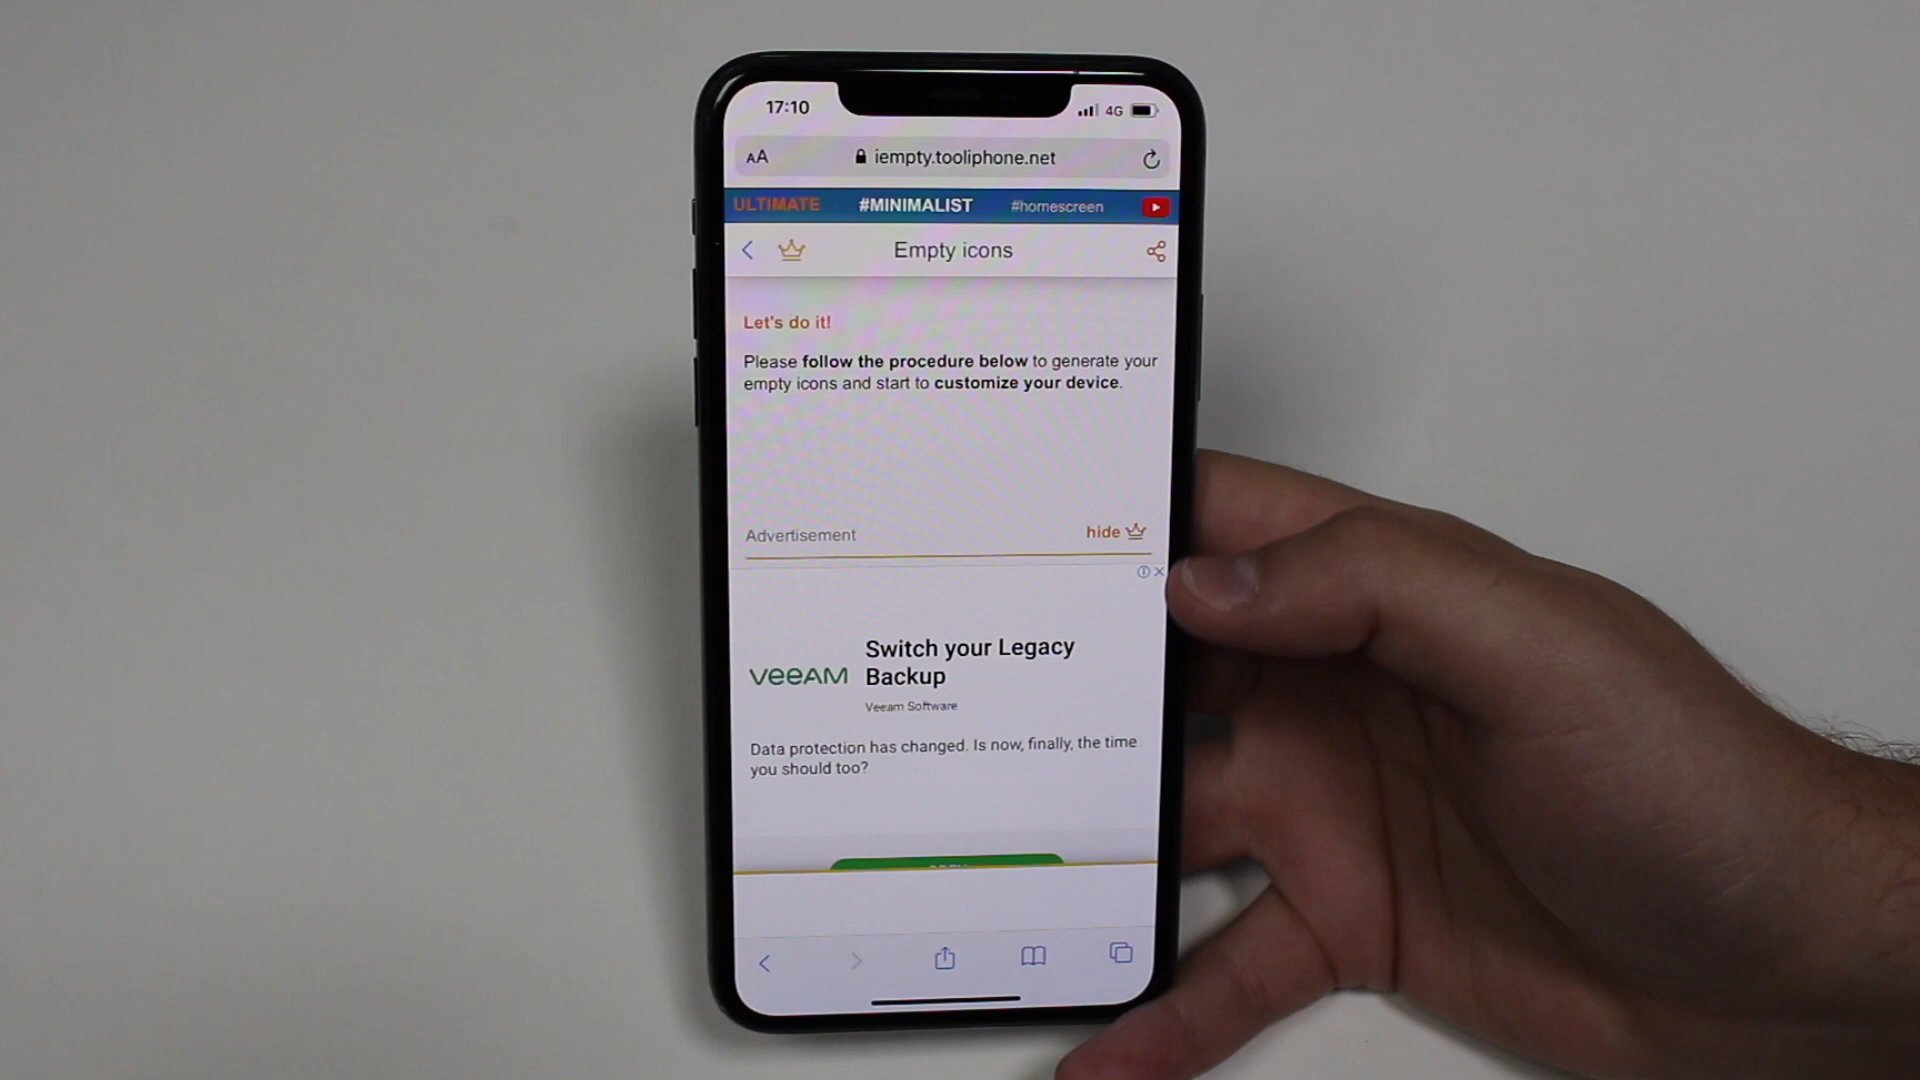 17:10
4G
AA
iempty.tooliphone.net
ULTIMATE #MINIMALIST #homescreen
Empty icons
Let's do it!
Please follow the procedure below to generate your
empty icons and start to customize your device.
Advertisement
hide
Switch your Legacy
Backup
veeAM
Veeam Software
Data protection has changed. Is now, finally, the time
you should too?